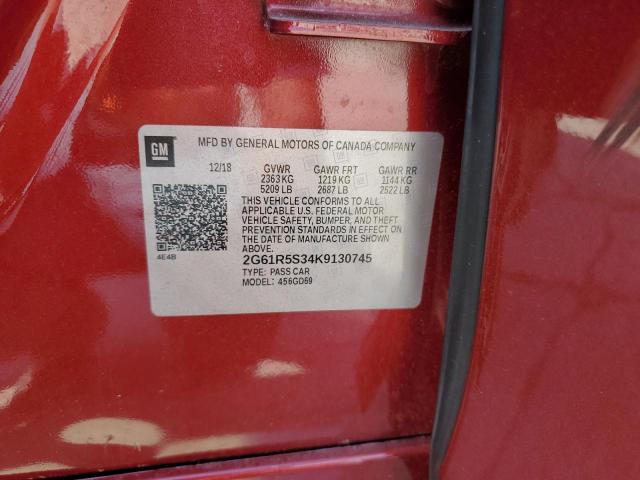 GM
MFD BY GENERAL MOTORS OF CANADA COMPANY
12/18 GVWR GAWR FRT GAWR RR
2363 KG 1219 KG 1144 KG
5209 LB 2687 LB 2522 LB
THIS VEHICLE CONFORMS TO ALL
APPLICABLE U.S. FEDERAL MOTOR
VEHICLE SAFETY, BUMPER, AND THEFT
PREVENTION STANDARDS IN EFFECT ON
THE DATE OF MANUFACTURE SHOWN
ABOVE.
4E4B
2G61R5S34K9130745
TYPE: PASS CAR
MODEL: 456GD69